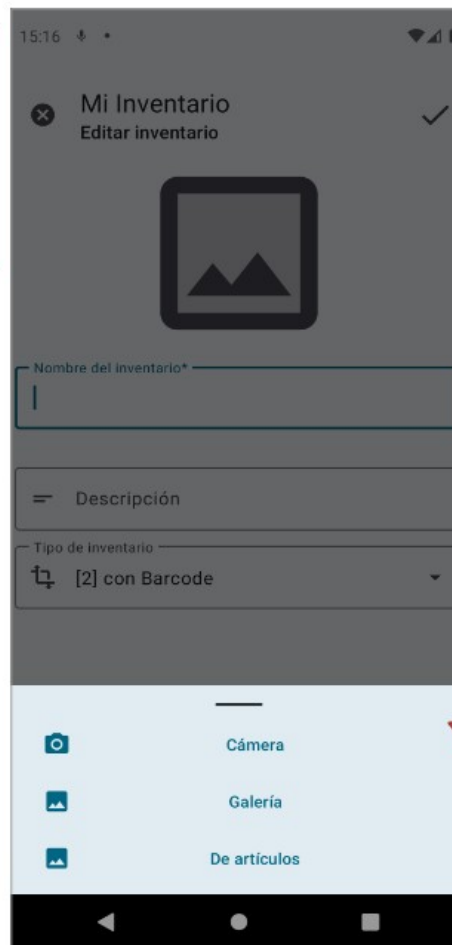 15:16
Mi Inventario
Editar inventario
Nombre del inventario*
Descripción
Tipo de inventario
[2] con Barcode
Cámera
Galería
De artículos